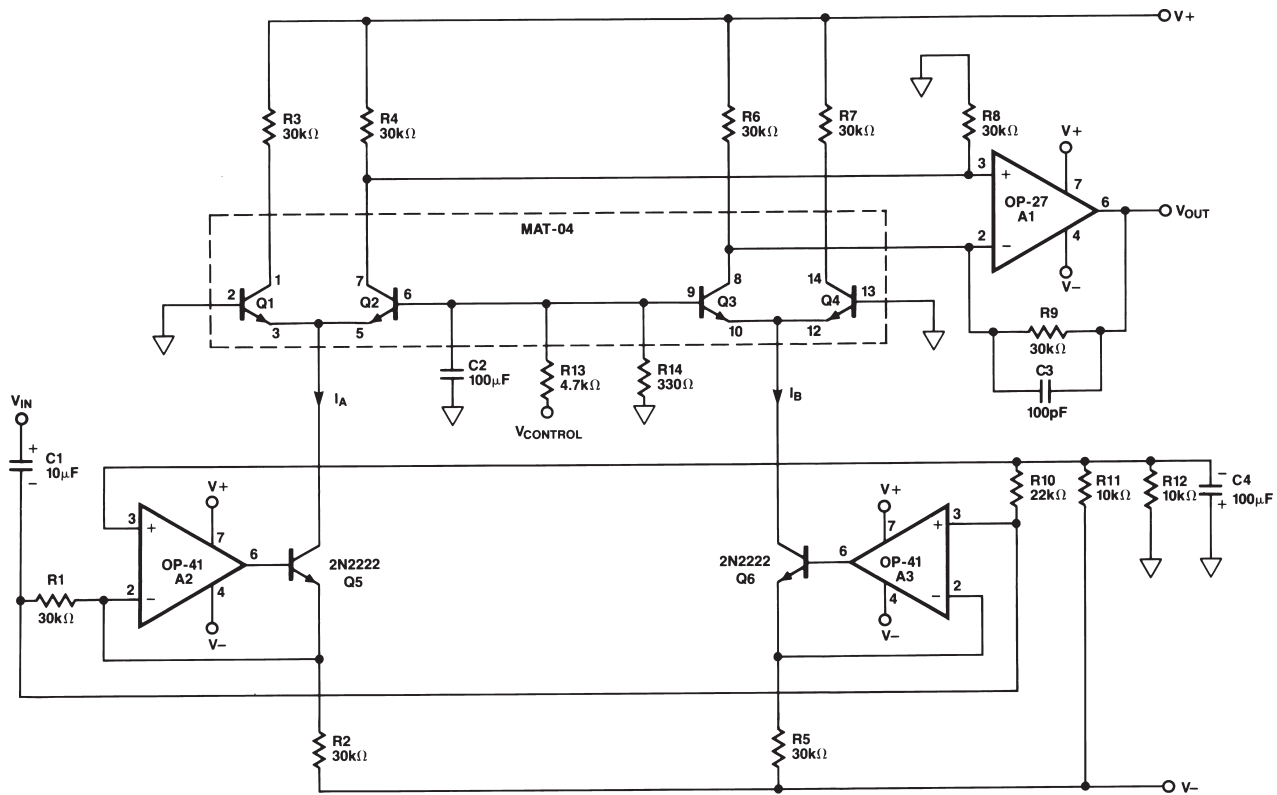 V+
R3
30kΩ
R4
30kΩ
R6
30kΩ
R7
30kΩ
R8
30kΩ
V+
3
+
7
OP-27
A1
6
VOUT
2
−
4
V−
MAT-04
1
7
8
14
2
Q1
Q2
6
9
Q3
Q4
13
3
5
10
12
R9
30kΩ
C3
100pF
C2
100μF
R13
4.7kΩ
R14
330Ω
VCONTROL
IA
IB
VIN
+
C1
10μF
−
V+
3
+
7
OP-41
A2
6
2
−
4
V−
R1
30kΩ
2N2222
Q5
2N2222
Q6
V+
7
3
+
6
OP-41
A3
2
−
4
V−
R10
22kΩ
R11
10kΩ
R12
10kΩ
−
C4
+
100μF
R2
30kΩ
R5
30kΩ
V−